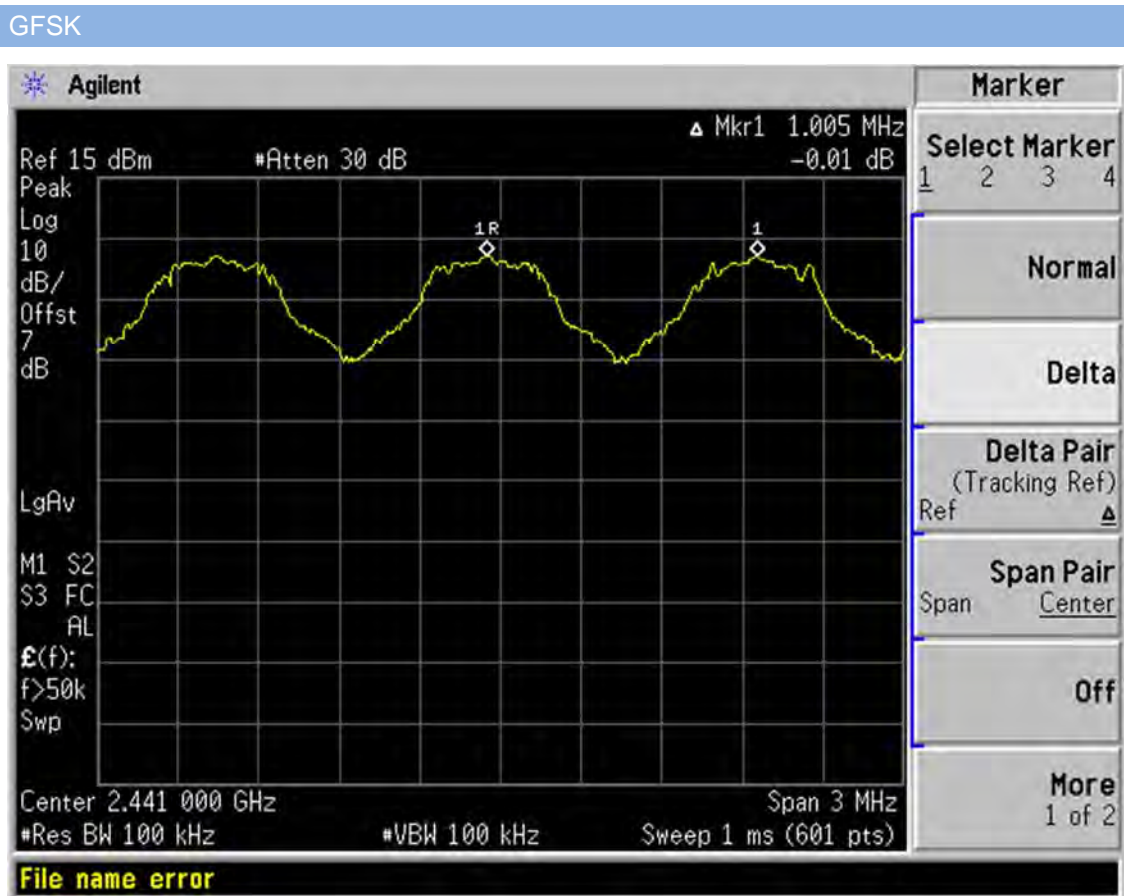 GFSK
Agilent
Marker
▵ Mkr1 1.005 MHz
Ref 15 dBm #Atten 30 dB -0.01 dB
Peak
Log
10
dB/
Offst
7
dB
1R
1
LgAv
M1 S2
S3 FC
AL
£(f):
f>50k
Swp
Center 2.441 000 GHz Span 3 MHz
#Res BW 100 kHz #VBW 100 kHz Sweep 1 ms (601 pts)
File name error
Select Marker
1 2 3 4
Normal
Delta
Delta Pair
(Tracking Ref)
Ref Δ
Span Pair
Span Center
Off
More
1 of 2